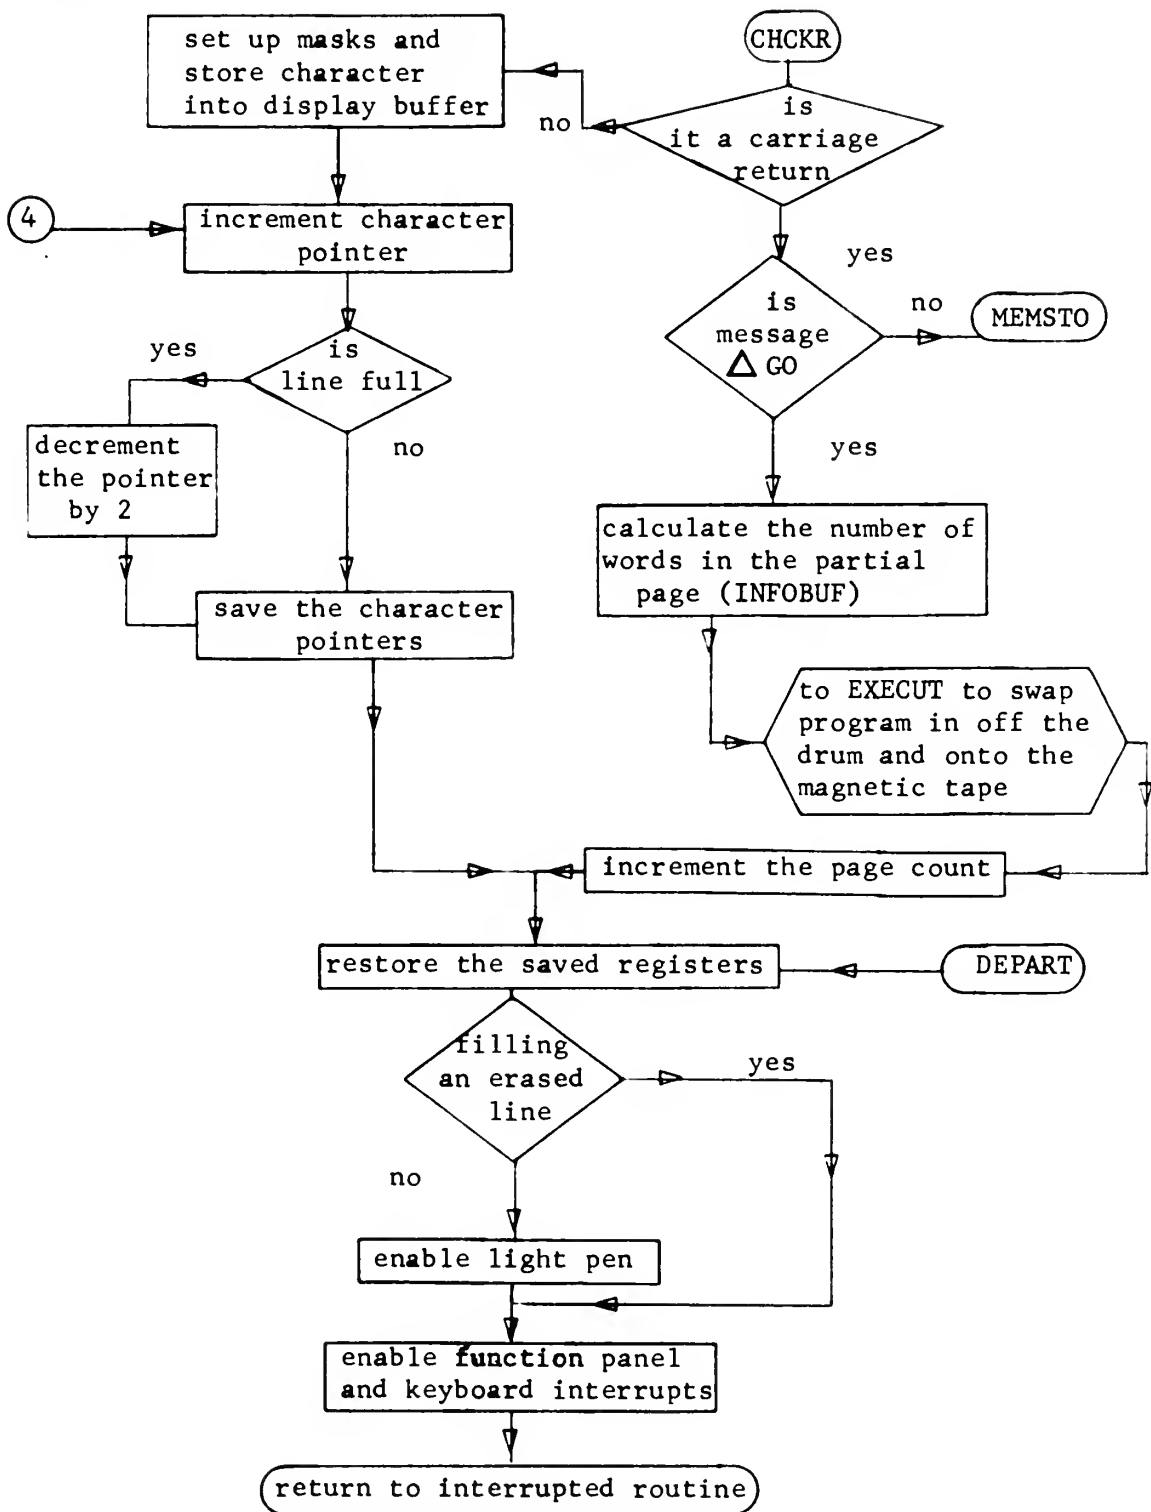 set up masks and
store character
into display buffer
CHCKR
is
it a carriage
return
no
yes
4
increment character
pointer
is
message
△ GO
no
MEMSTO
yes
is
line full
yes
no
decrement
the pointer
by 2
calculate the number of
words in the partial
page (INFOBUF)
save the character
pointers
to EXECUT to swap
program in off the
drum and onto the
magnetic tape
increment the page count
restore the saved registers
DEPART
filling
an erased
line
yes
no
enable light pen
enable function panel
and keyboard interrupts
return to interrupted routine